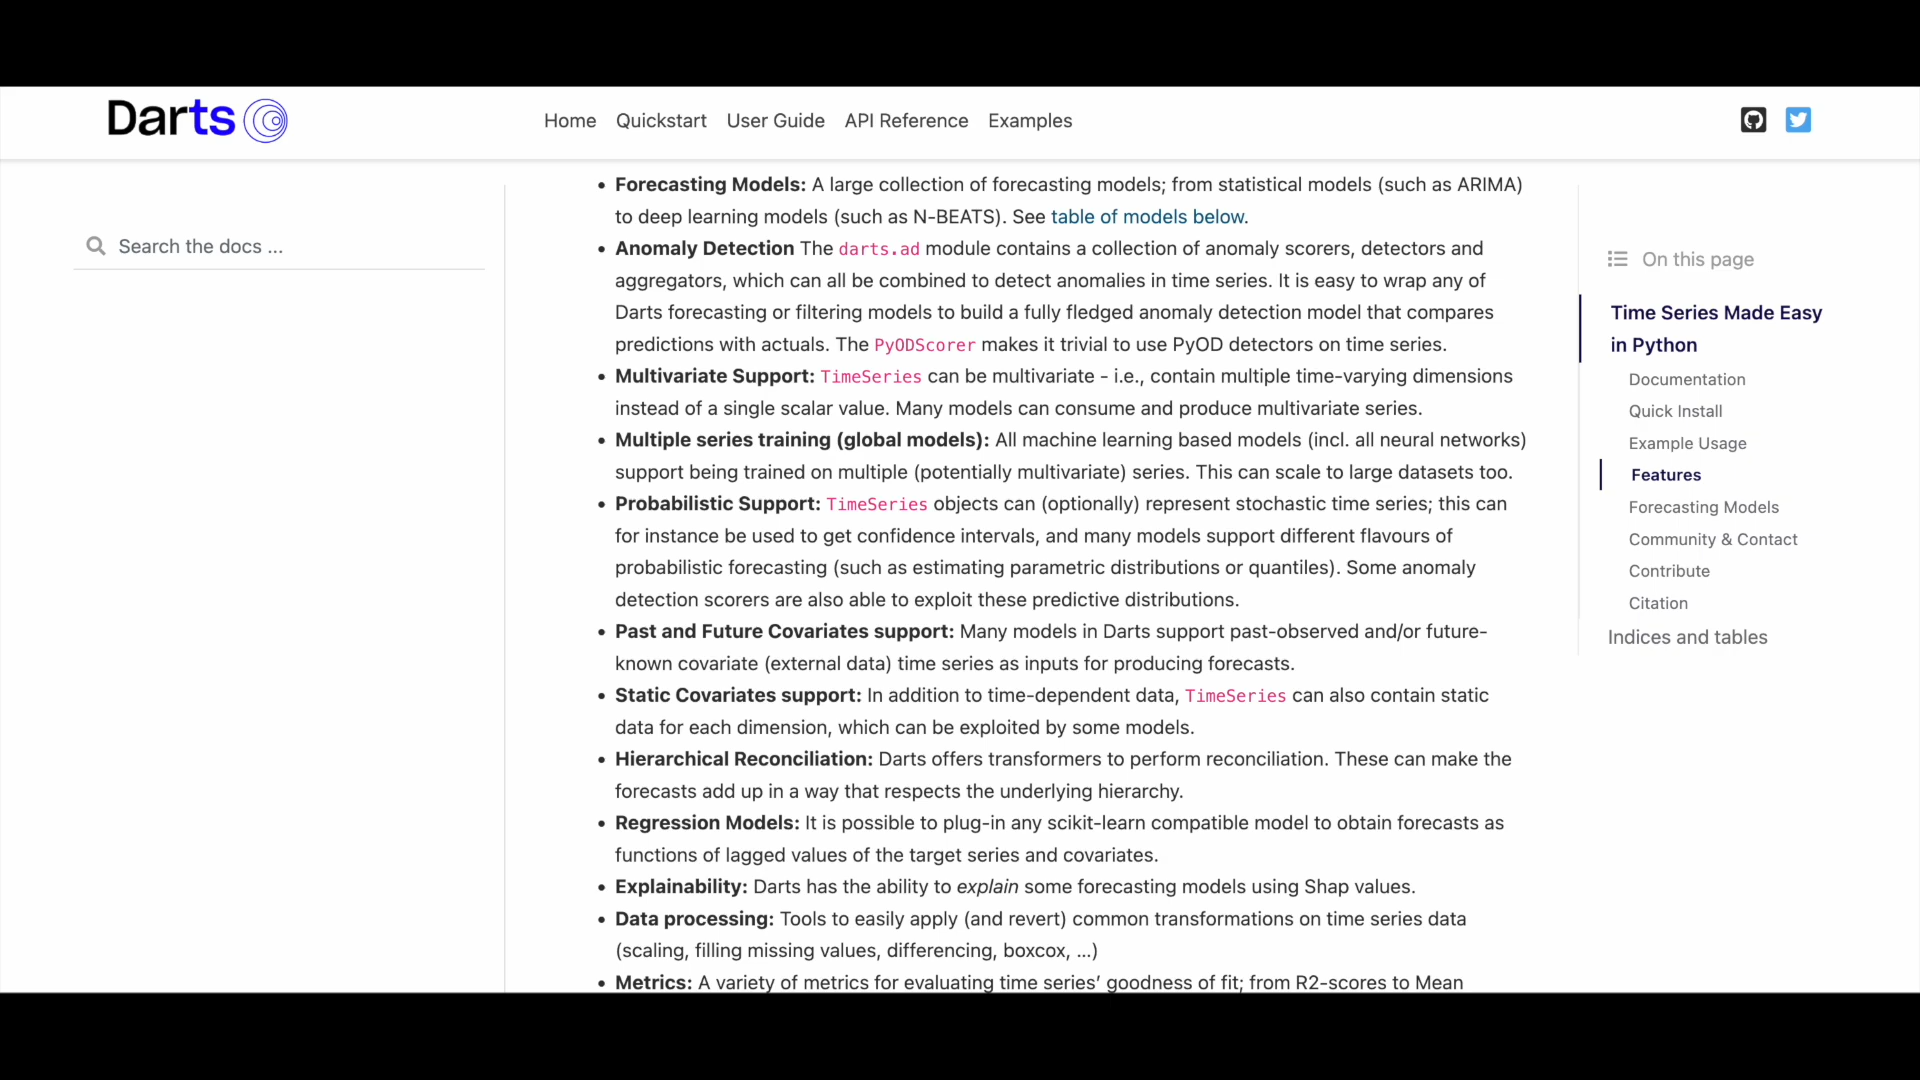 Darts
Home Quickstart User Guide API Reference Examples
Search the docs ...
• Forecasting Models: A large collection of forecasting models; from statistical models (such as ARIMA)
to deep learning models (such as N-BEATS). See table of models below.
• Anomaly Detection The darts.ad module contains a collection of anomaly scorers, detectors and
aggregators, which can all be combined to detect anomalies in time series. It is easy to wrap any of
Darts forecasting or filtering models to build a fully fledged anomaly detection model that compares
predictions with actuals. The PyODScorer makes it trivial to use PyOD detectors on time series.
• Multivariate Support: TimeSeries can be multivariate - i.e., contain multiple time-varying dimensions
instead of a single scalar value. Many models can consume and produce multivariate series.
• Multiple series training (global models): All machine learning based models (incl. all neural networks)
support being trained on multiple (potentially multivariate) series. This can scale to large datasets too.
• Probabilistic Support: TimeSeries objects can (optionally) represent stochastic time series; this can
for instance be used to get confidence intervals, and many models support different flavours of
probabilistic forecasting (such as estimating parametric distributions or quantiles). Some anomaly
detection scorers are also able to exploit these predictive distributions.
• Past and Future Covariates support: Many models in Darts support past-observed and/or future-
known covariate (external data) time series as inputs for producing forecasts.
• Static Covariates support: In addition to time-dependent data, TimeSeries can also contain static
data for each dimension, which can be exploited by some models.
• Hierarchical Reconciliation: Darts offers transformers to perform reconciliation. These can make the
forecasts add up in a way that respects the underlying hierarchy.
• Regression Models: It is possible to plug-in any scikit-learn compatible model to obtain forecasts as
functions of lagged values of the target series and covariates.
• Explainability: Darts has the ability to explain some forecasting models using Shap values.
• Data processing: Tools to easily apply (and revert) common transformations on time series data
(scaling, filling missing values, differencing, boxcox, …)
• Metrics: A variety of metrics for evaluating time series’ goodness of fit; from R2-scores to Mean
On this page
Time Series Made Easy
in Python
Documentation
Quick Install
Example Usage
Features
Forecasting Models
Community & Contact
Contribute
Citation
Indices and tables